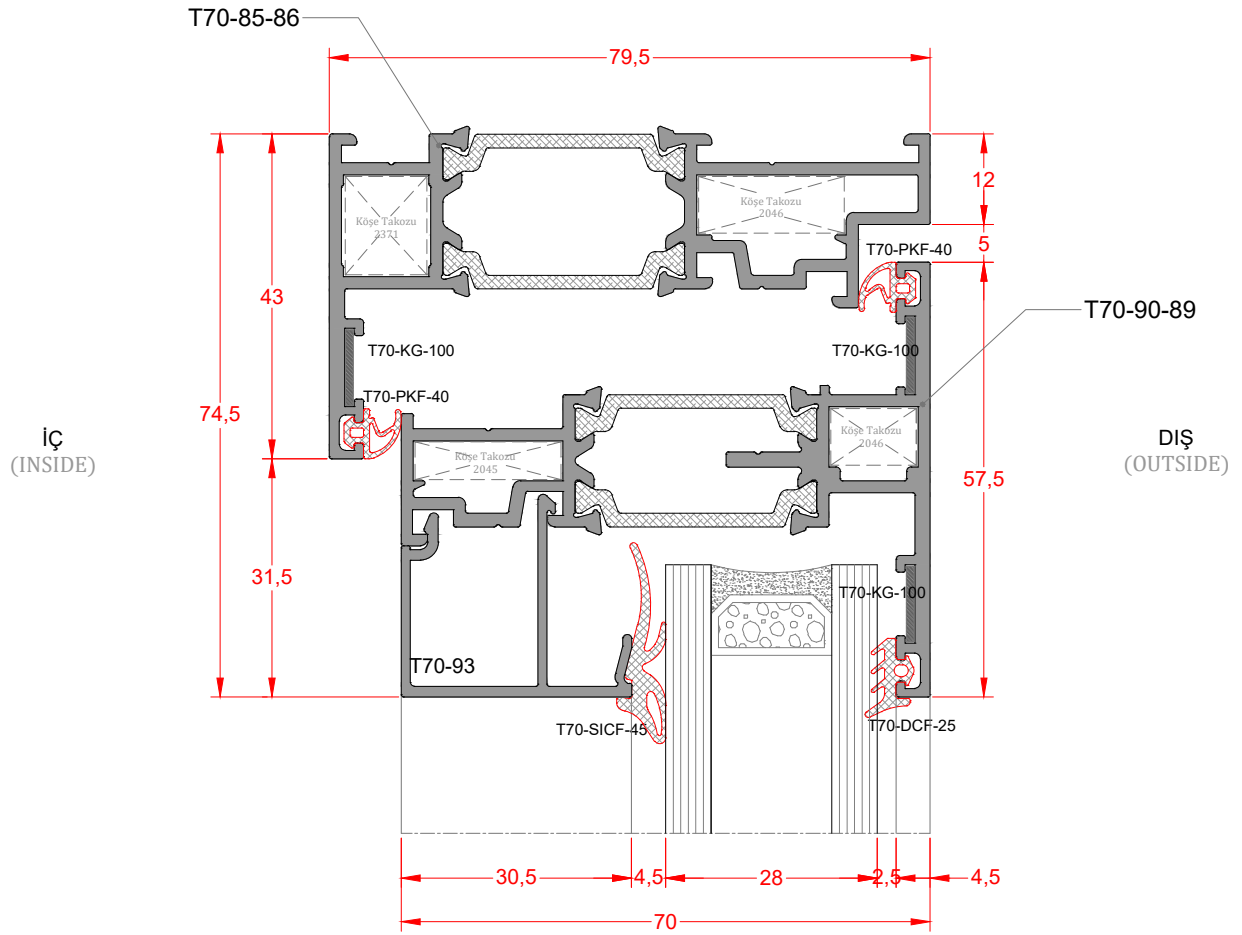 T70-85-86
79,5
12
Köşe Takozu
2371
Köşe Takozu
2046
5
T70-PKF-40
43
T70-90-89
T70-KG-100
T70-KG-100
T70-PKF-40
74,5
İÇ
(INSIDE)
Köşe Takozu
2045
Köşe Takozu
2046
DIŞ
(OUTSIDE)
57,5
31,5
T70-KG-100
T70-93
T70-SICF-45
T70-DCF-25
30,5
4,5
28
2,5
4,5
70